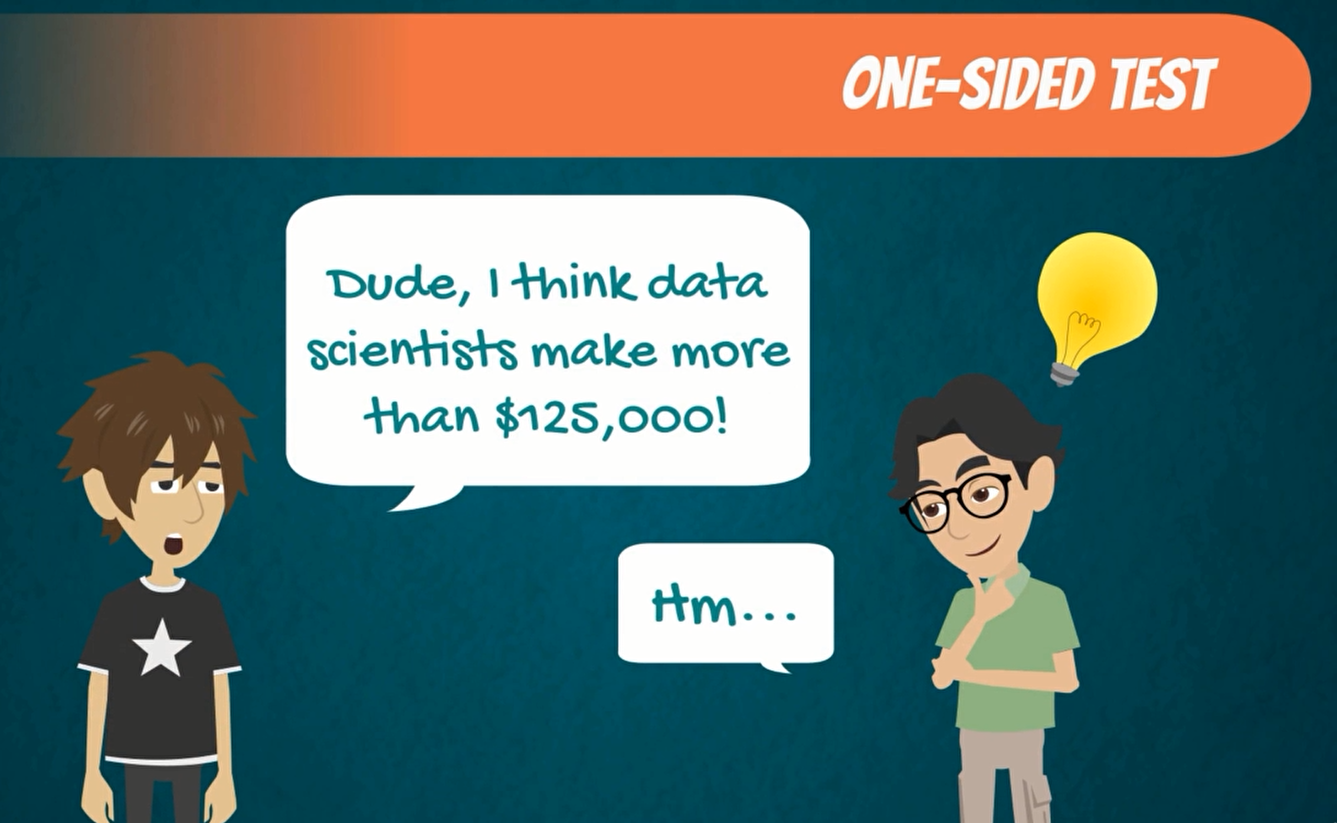 ONE-SIDED TEST
Dude, I think data
scientists make more
than $125,000!
Hm...